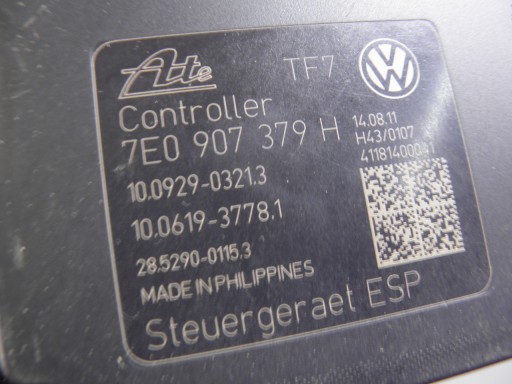 Ate TF7
Controller
7E0 907 379 H
14.08.11
H43/0107
41181400041
10.0929-0321.3
10.0619-3778.1
28.5290-0115.3
MADE IN PHILIPPINES
Steuergeraet ESP